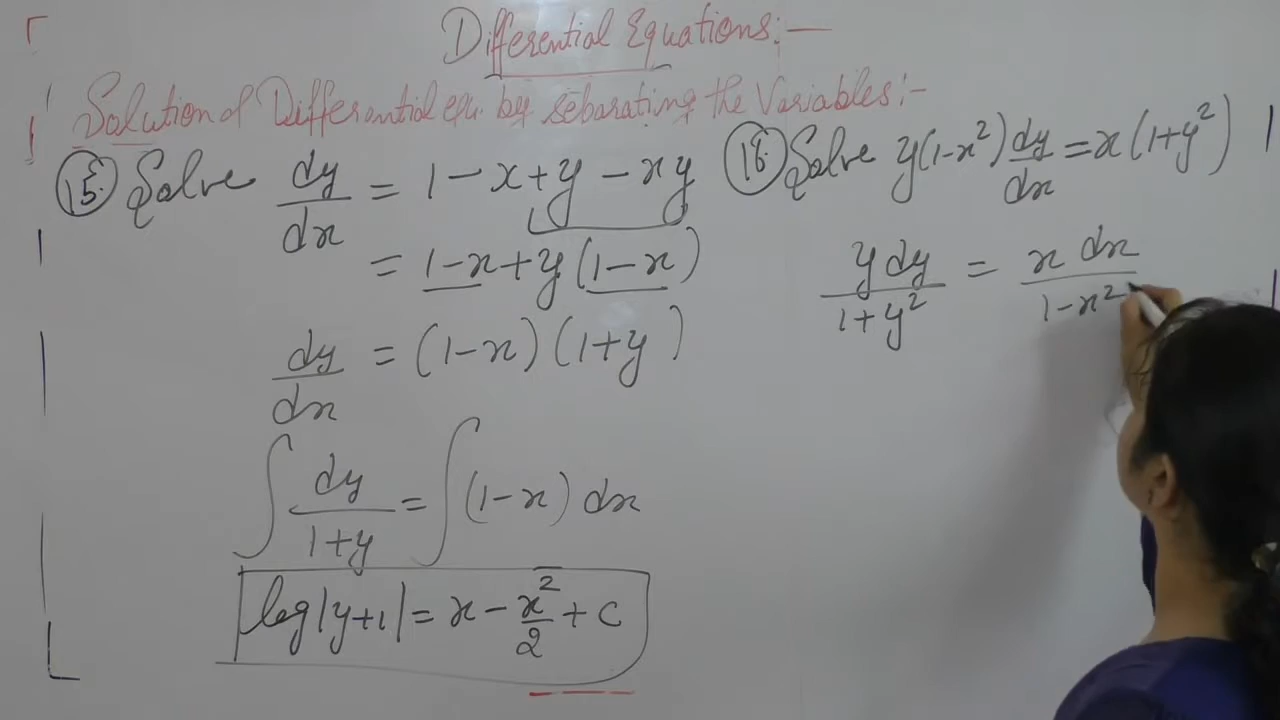 Differential Equations:—
Solution of Differential equ. by sebarating the Variables:-
(15.) Solve dy/dx = 1-x+y-xy
= 1-x+y(1-x)
dy/dx = (1-x)(1+y)
∫ dy/(1+y) = ∫ (1-x) dx
log|y+1| = x - x²/2 + c
(16.) Solve y(1-x²) dy/dx = x(1+y²)
y dy/(1+y²) = x dx/(1-x²)